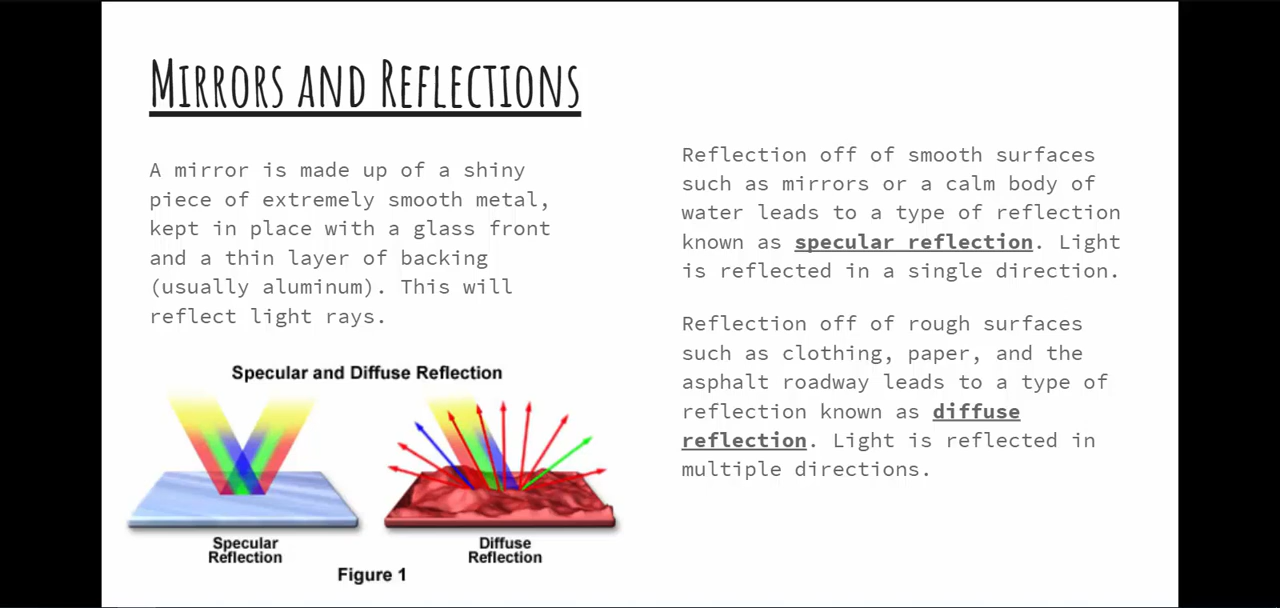 Mirrors and Reflections
A mirror is made up of a shiny
piece of extremely smooth metal,
kept in place with a glass front
and a thin layer of backing
(usually aluminum). This will
reflect light rays.
Specular and Diffuse Reflection
Specular
Reflection
Diffuse
Reflection
Figure 1
Reflection off of smooth surfaces
such as mirrors or a calm body of
water leads to a type of reflection
known as specular reflection. Light
is reflected in a single direction.
Reflection off of rough surfaces
such as clothing, paper, and the
asphalt roadway leads to a type of
reflection known as diffuse
reflection. Light is reflected in
multiple directions.